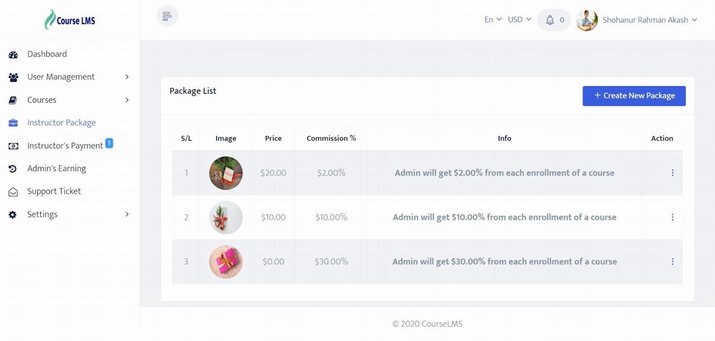 Course LMS
En
USD
0
Shohanur Rahman Akash
Dashboard
User Management
Courses
Instructor Package
Instructor's Payment 1
Admin's Earning
Support Ticket
Settings
Package List
+ Create New Package
S/L Image Price Commission % Info Action
1 $20.00 $2.00% Admin will get $2.00% from each enrollment of a course
2 $10.00 $10.00% Admin will get $10.00% from each enrollment of a course
3 $0.00 $30.00% Admin will get $30.00% from each enrollment of a course
© 2020 CourseLMS